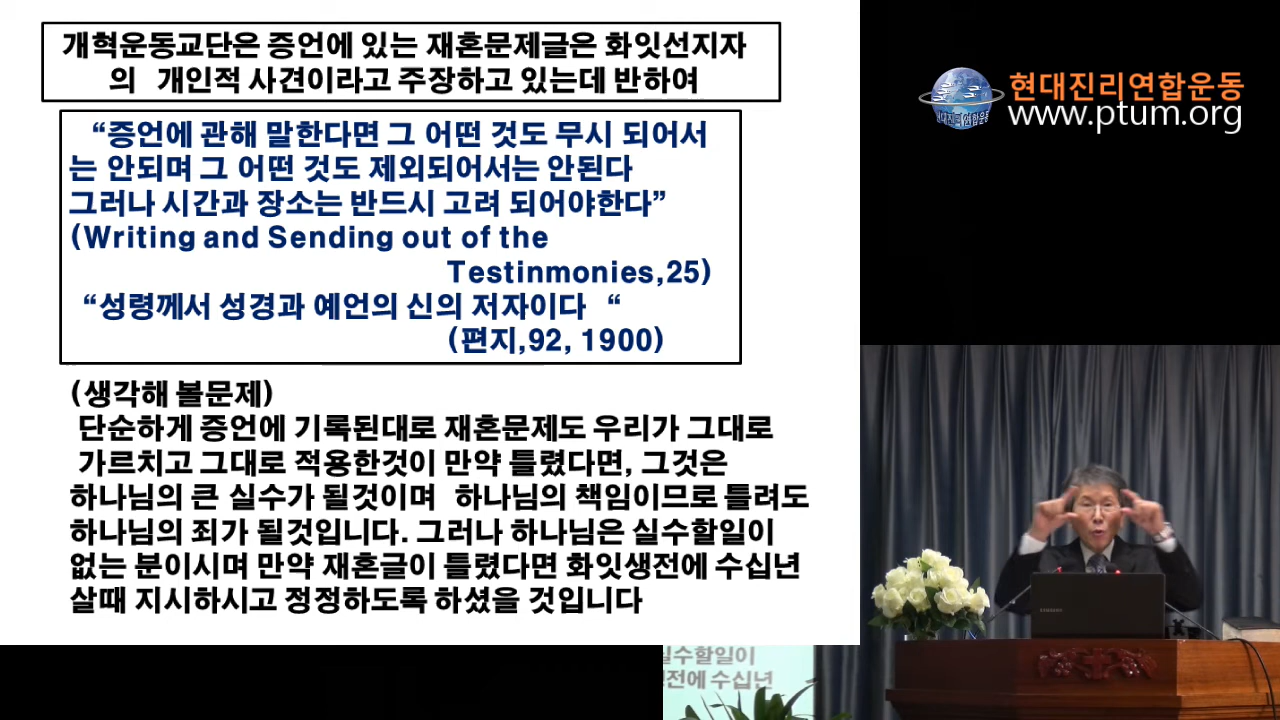 개혁운동교단은 증언에 있는 재혼문제글은 화잇선지자
의 개인적 사견이라고 주장하고 있는데 반하여
“증언에 관해 말한다면 그 어떤 것도 무시 되어서
는 안되며 그 어떤 것도 제외되어서는 안된다
그러나 시간과 장소는 반드시 고려 되어야한다”
(Writing and Sending out of the
Testinmonies,25)
“성령께서 성경과 예언의 신의 저자이다 “
(편지,92, 1900)
(생각해 볼문제)
단순하게 증언에 기록된대로 재혼문제도 우리가 그대로
가르치고 그대로 적용한것이 만약 틀렸다면, 그것은
하나님의 큰 실수가 될것이며 하나님의 책임이므로 틀려도
하나님의 죄가 될것입니다. 그러나 하나님은 실수할일이
없는 분이시며 만약 재혼글이 틀렸다면 화잇생전에 수십년
살때 지시하시고 정정하도록 하셨을 것입니다
현대진리연합운동
www.ptum.org
현대진리연합운동
SAMSUNG
실수할일이
전에 수십년